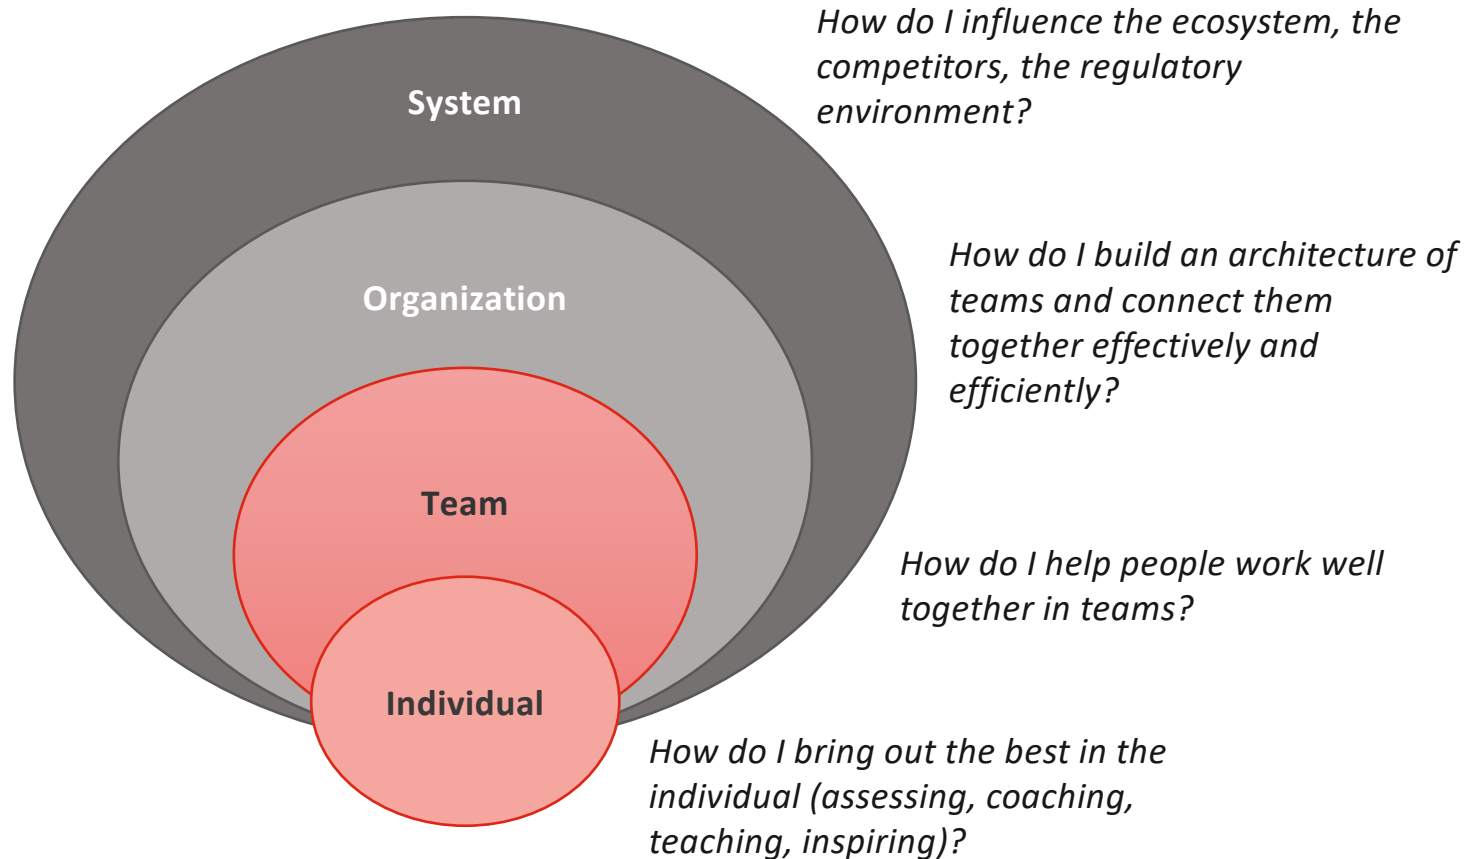 How do I influence the ecosystem, the
competitors, the regulatory
environment?
System
How do I build an architecture of
teams and connect them
together effectively and
efficiently?
Organization
Team
How do I help people work well
together in teams?
Individual
How do I bring out the best in the
individual (assessing, coaching,
teaching, inspiring)?